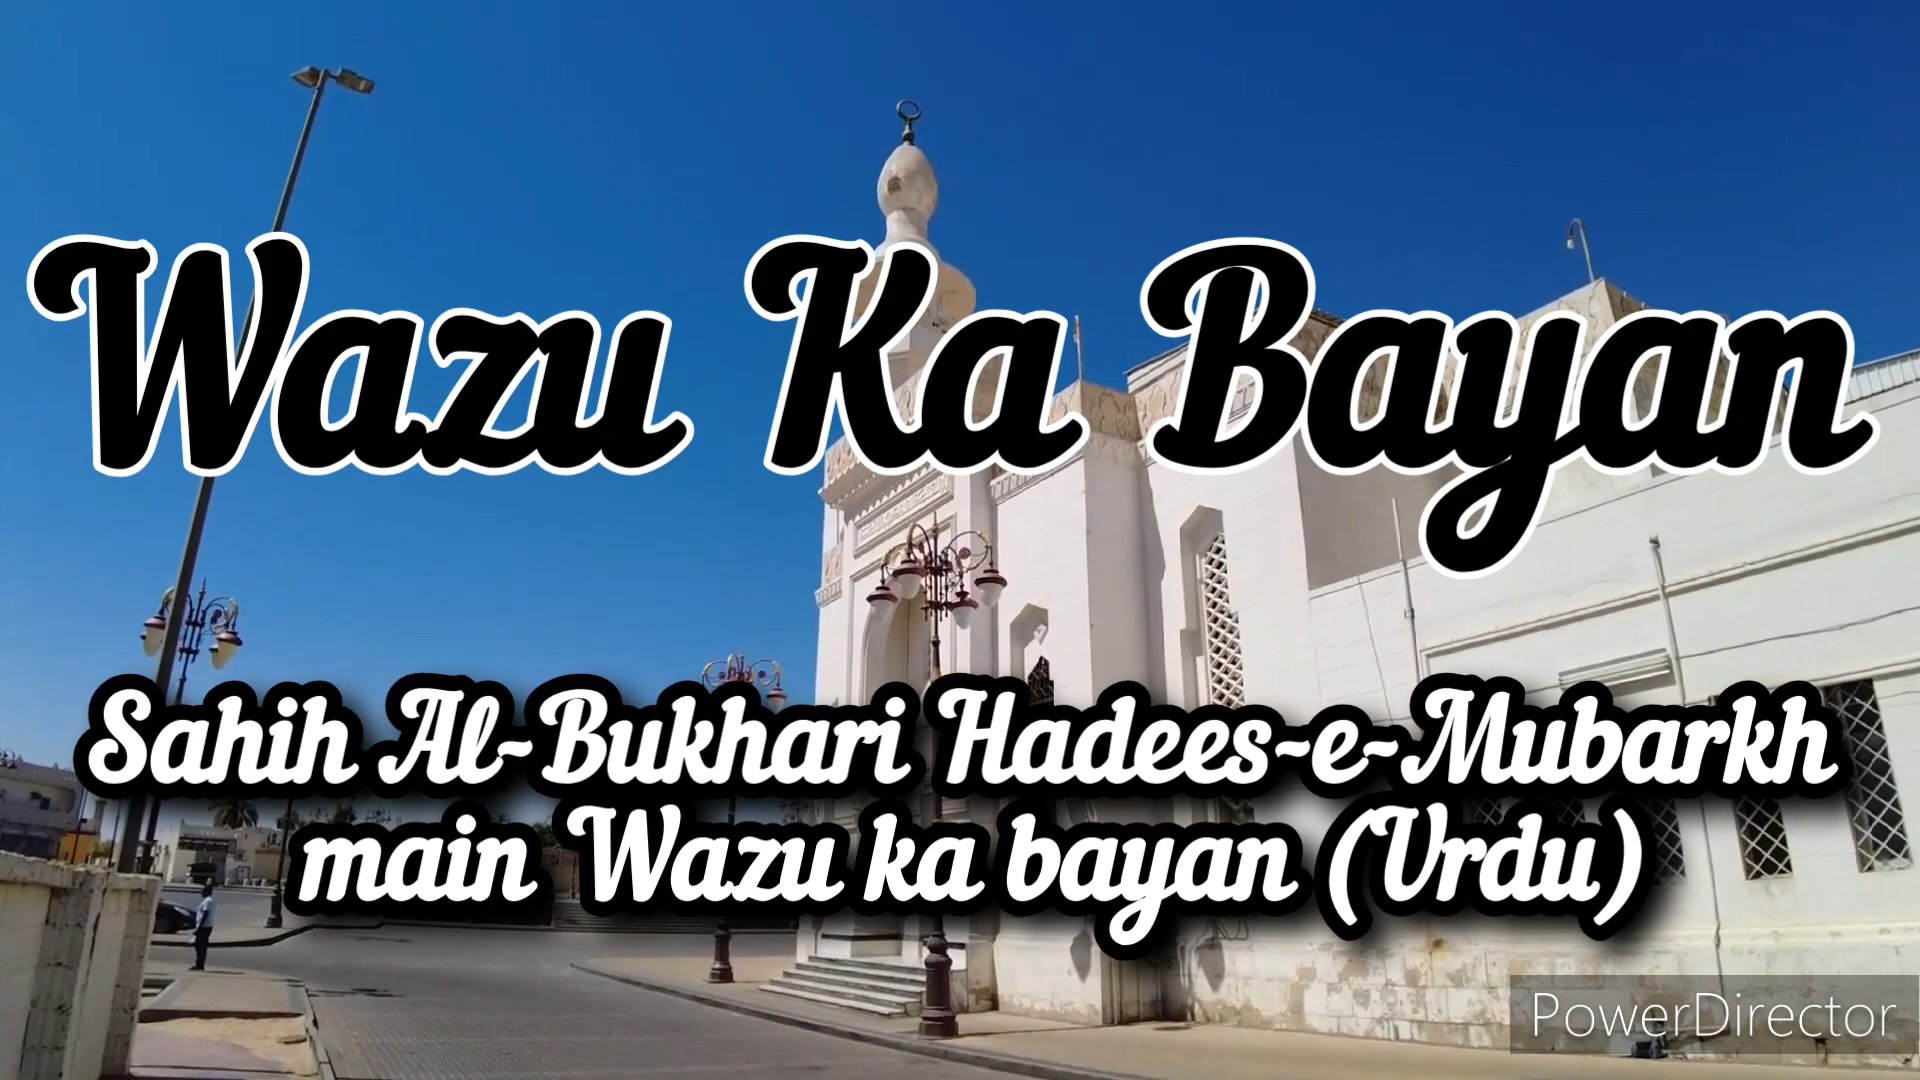 Wazu Ka Bayan
Sahih Al-Bukhari Hadees-e-Mubarkh
main Wazu ka bayan (Urdu)
PowerDirector